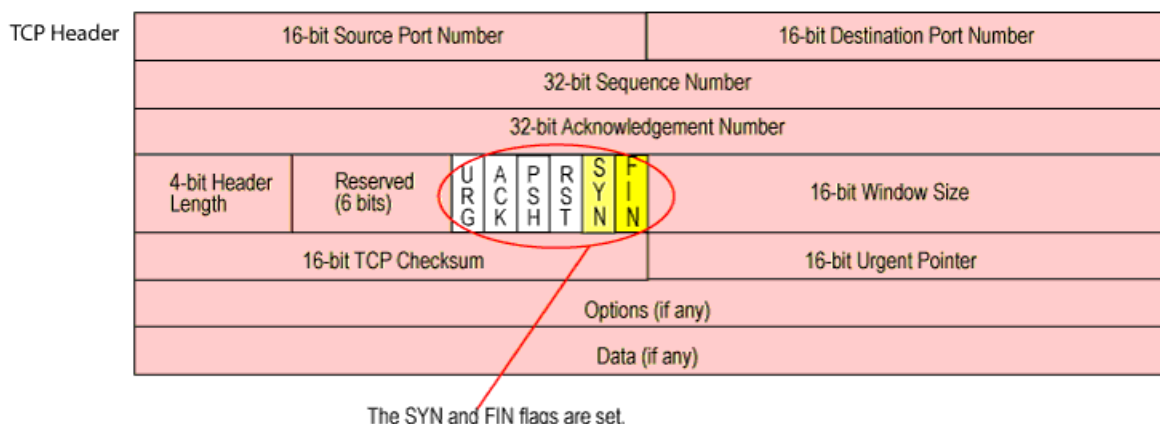 TCP Header
16-bit Source Port Number
16-bit Destination Port Number
32-bit Sequence Number
32-bit Acknowledgement Number
4-bit Header
Length
Reserved
(6 bits)
URG
ACK
PSH
RST
SYN
FIN
16-bit Window Size
16-bit TCP Checksum
16-bit Urgent Pointer
Options (if any)
Data (if any)
The SYN and FIN flags are set.